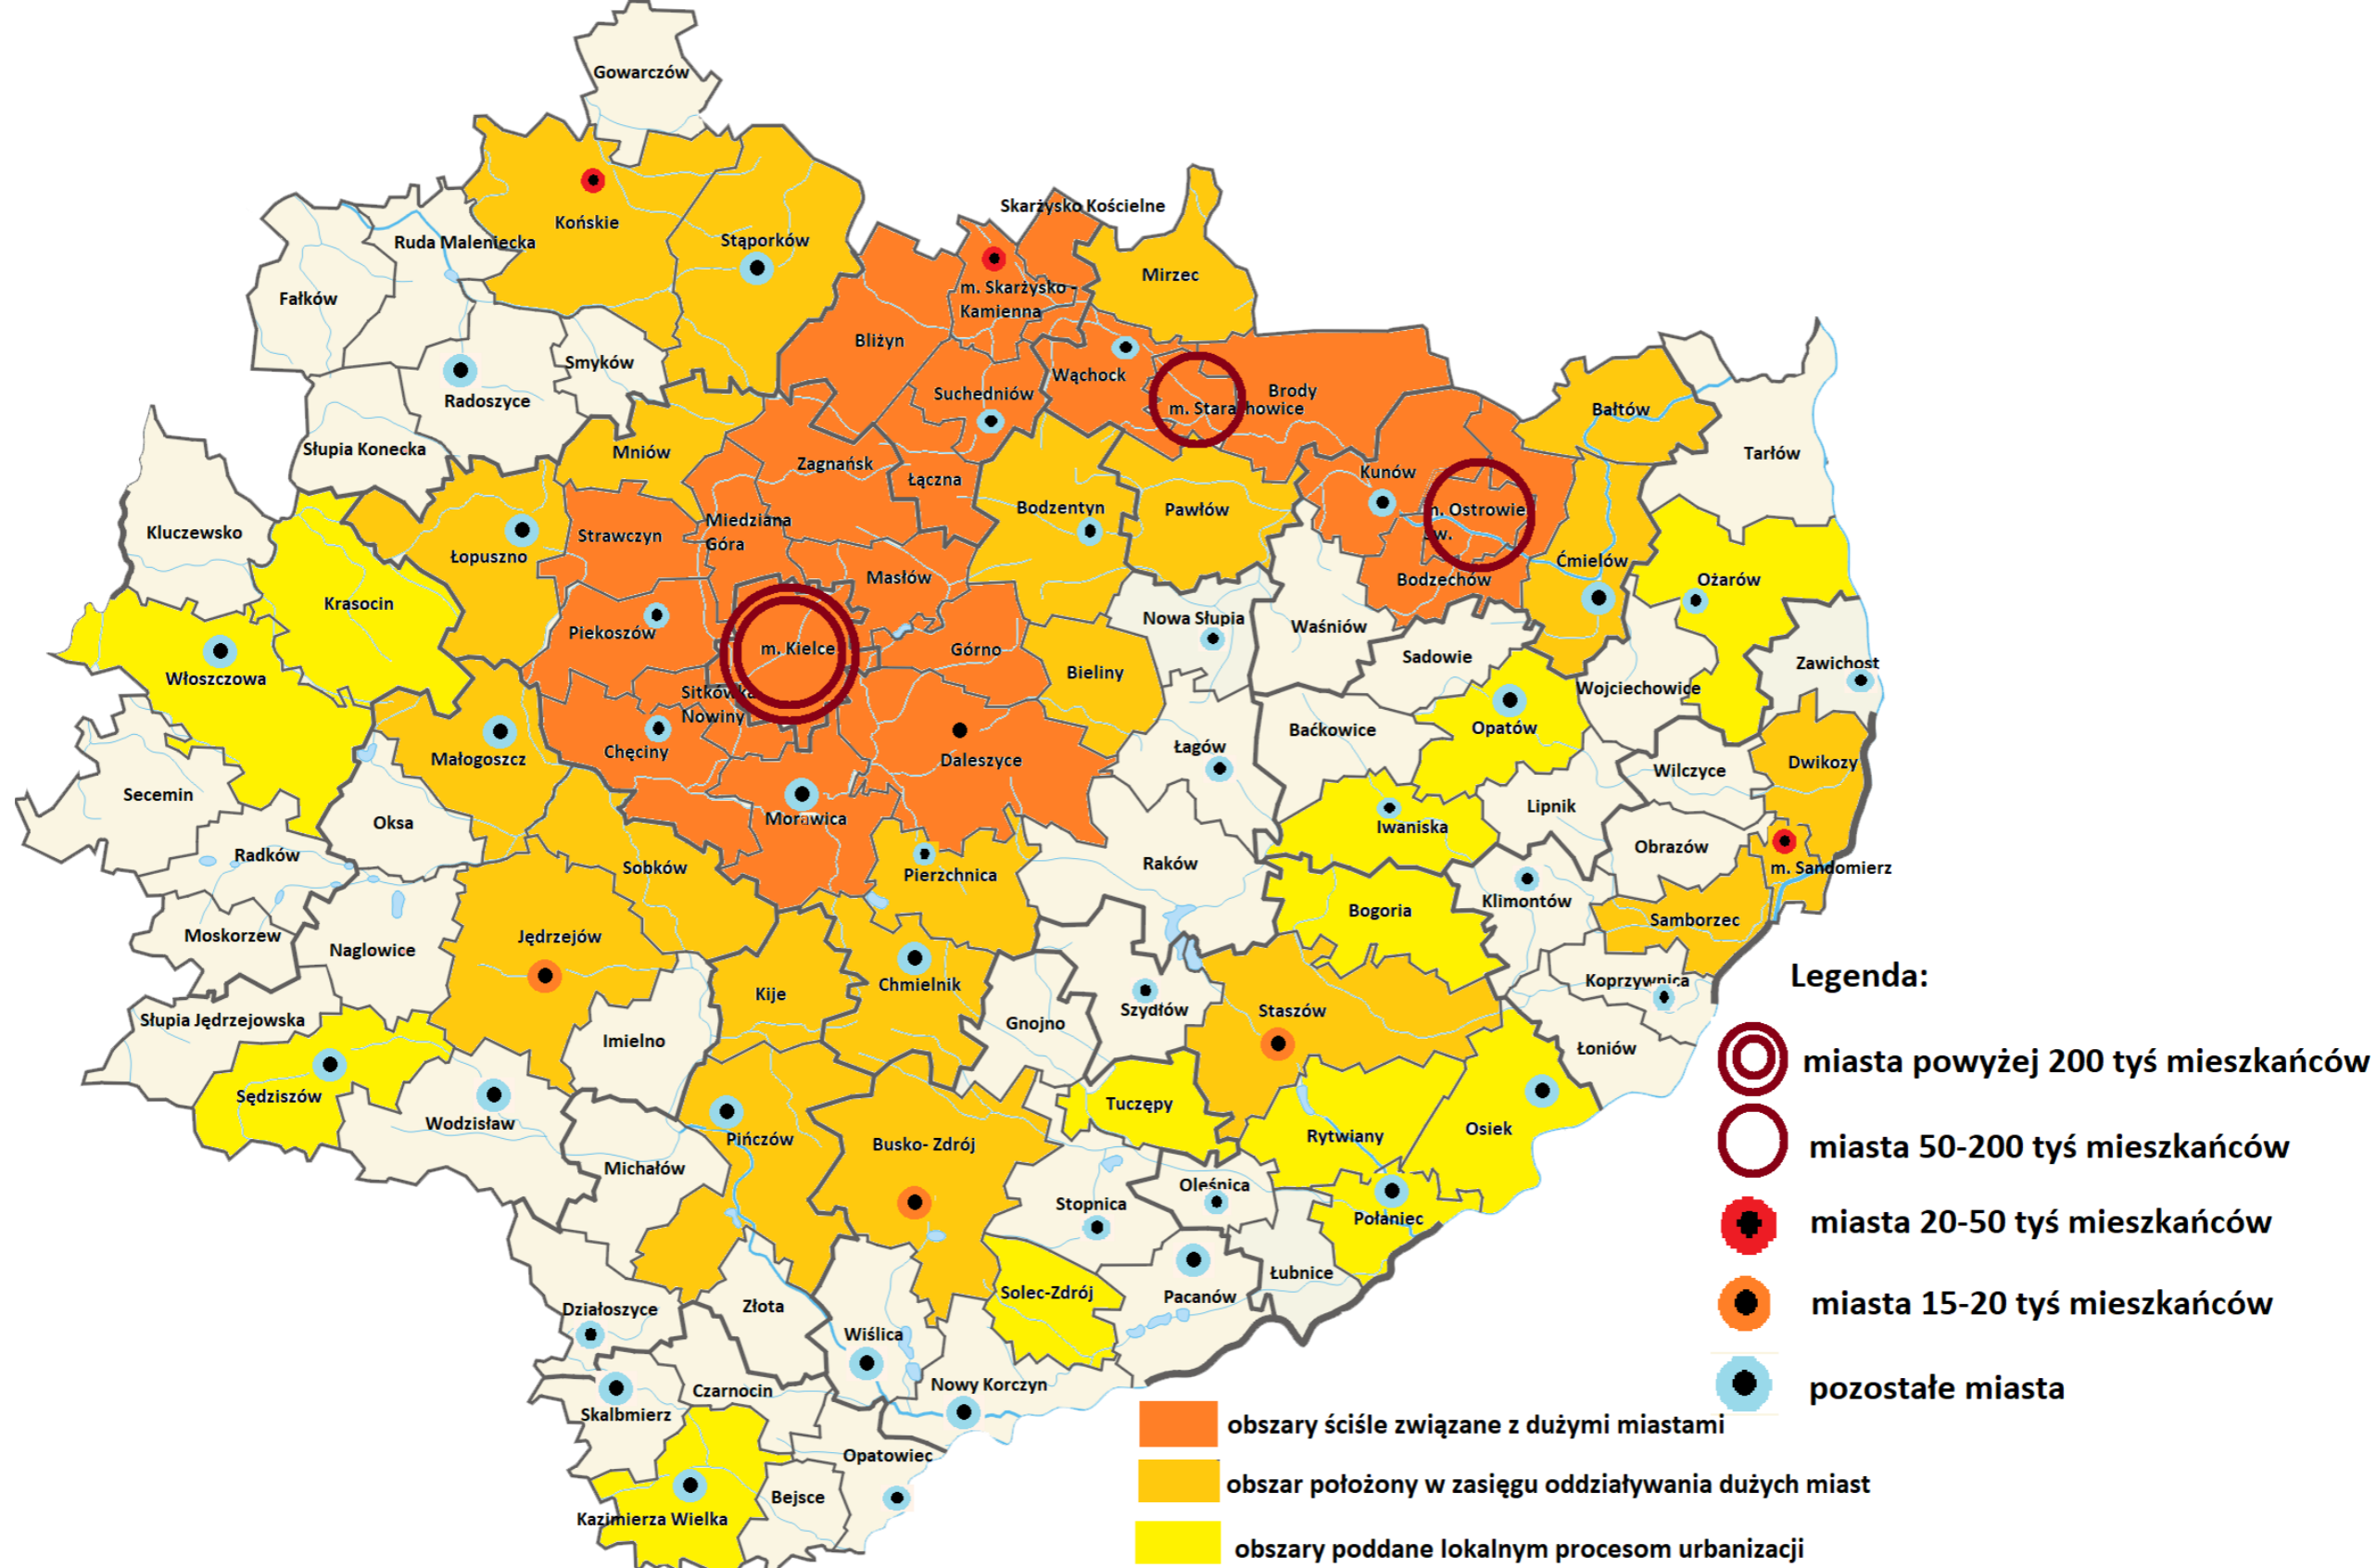 Gowarczów
Końskie
Ruda Maleniecka
Stąporków
Fałków
Skarżysko Kościelne
m. Skarżysko -
Kamienna
Mirzec
Bliżyn
Smyków
Radoszyce
Słupia Konecka
Suchedniów
Wąchock
Brody
m. Starachowice
Bałtów
Tarłów
Mniów
Zagnańsk
Łączna
Kunów
Bodzentyn
Pawłów
m. Ostrowie
Św.
Kluczewsko
Strawczyn
Miedziana
Góra
Łopuszno
Krasocin
Masłów
Bodzechów
Ćmielów
Ożarów
Nowa Słupia
Waśniów
Piekoszów
m. Kielce
Górno
Bieliny
Sadowie
Zawichost
Włoszczowa
Wojciechowice
Sitkówka
Nowiny
Chęciny
Małogoszcz
Daleszyce
Łagów
Baćkowice
Opatów
Wilczyce
Dwikozy
Secemin
Oksa
Morawica
Iwaniska
Lipnik
Obrazów
Radków
Sobków
Pierzchnica
Raków
m. Sandomierz
Klimontów
Bogoria
Samborzec
Moskorzew
Naglowice
Jędrzejów
Kije
Chmielnik
Koprzywnica
Legenda:
Słupia Jędrzejowska
Imielno
Gnojno
Szydłów
Staszów
Łoniów
miasta powyżej 200 tyś mieszkańców
Sędziszów
Wodzisław
Tuczępy
Rytwiany
Osiek
Pińczów
Busko- Zdrój
miasta 50-200 tyś mieszkańców
Michałów
Stopnica
Oleśnica
Połaniec
miasta 20-50 tyś mieszkańców
Działoszyce
Złota
Solec-Zdrój
Pacanów
Łubnice
miasta 15-20 tyś mieszkańców
Wiślica
Czarnocin
Nowy Korczyn
Skalbmierz
pozostałe miasta
obszary ściśle związane z dużymi miastami
Opatowiec
Bejsce
Kazimierza Wielka
obszar położony w zasięgu oddziaływania dużych miast
obszary poddane lokalnym procesom urbanizacji